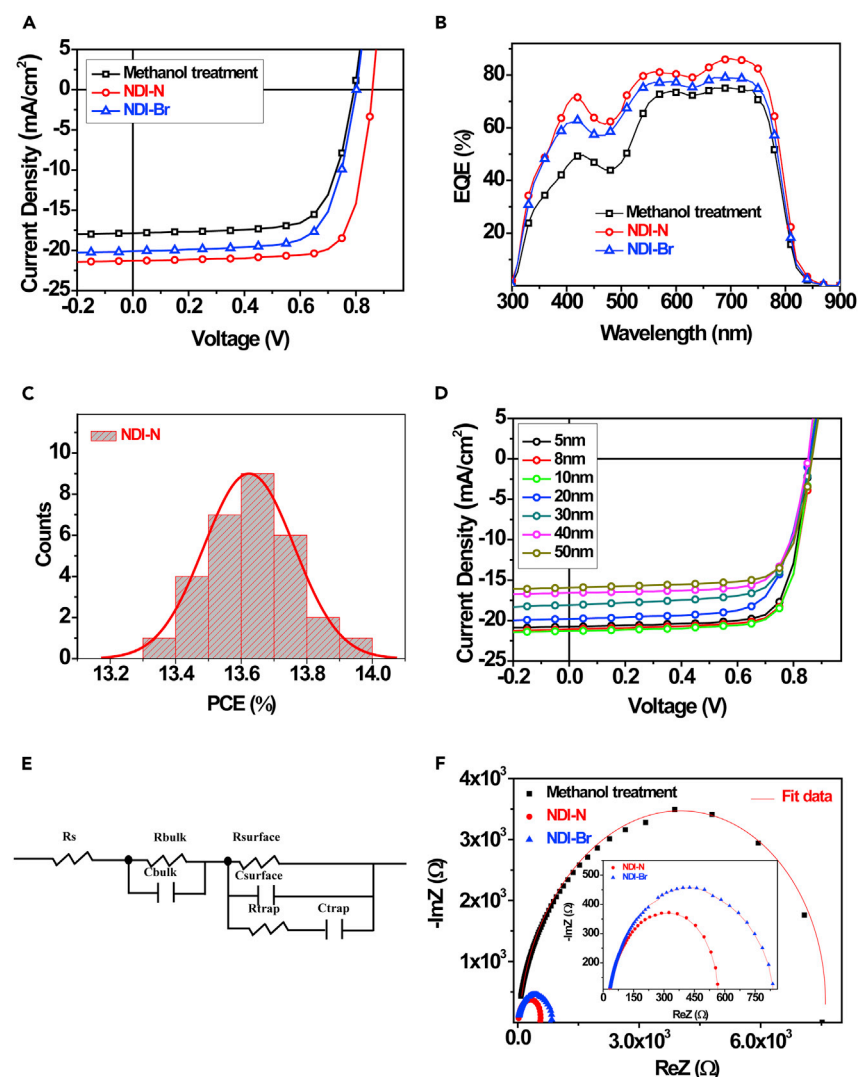 A
Current Density (mA/cm²)
5
0
-5
-10
-15
-20
-25
Methanol treatment
NDI-N
NDI-Br
-0.2 0.0 0.2 0.4 0.6 0.8
Voltage (V)
B
EQE (%)
80
60
40
20
Methanol treatment
NDI-N
NDI-Br
300 400 500 600 700 800 900
Wavelength (nm)
C
Counts
10
8
6
4
2
0
NDI-N
13.2 13.4 13.6 13.8 14.0
PCE (%)
D
Current Density (mA/cm²)
5
0
-5
-10
-15
-20
-25
5nm
8nm
10nm
20nm
30nm
40nm
50nm
-0.2 0.0 0.2 0.4 0.6 0.8
Voltage (V)
E
Rs
Rbulk
Cbulk
Rsurface
Csurface
Rtrap
Ctrap
F
-ImZ (Ω)
4x10³
3x10³
2x10³
1x10³
Methanol treatment
NDI-N
NDI-Br
Fit data
-ImZ (Ω)
500
400
300
200
NDI-N
NDI-Br
0 150 300 450 600 750
ReZ (Ω)
0.0 3.0x10³ 6.0x10³
ReZ (Ω)